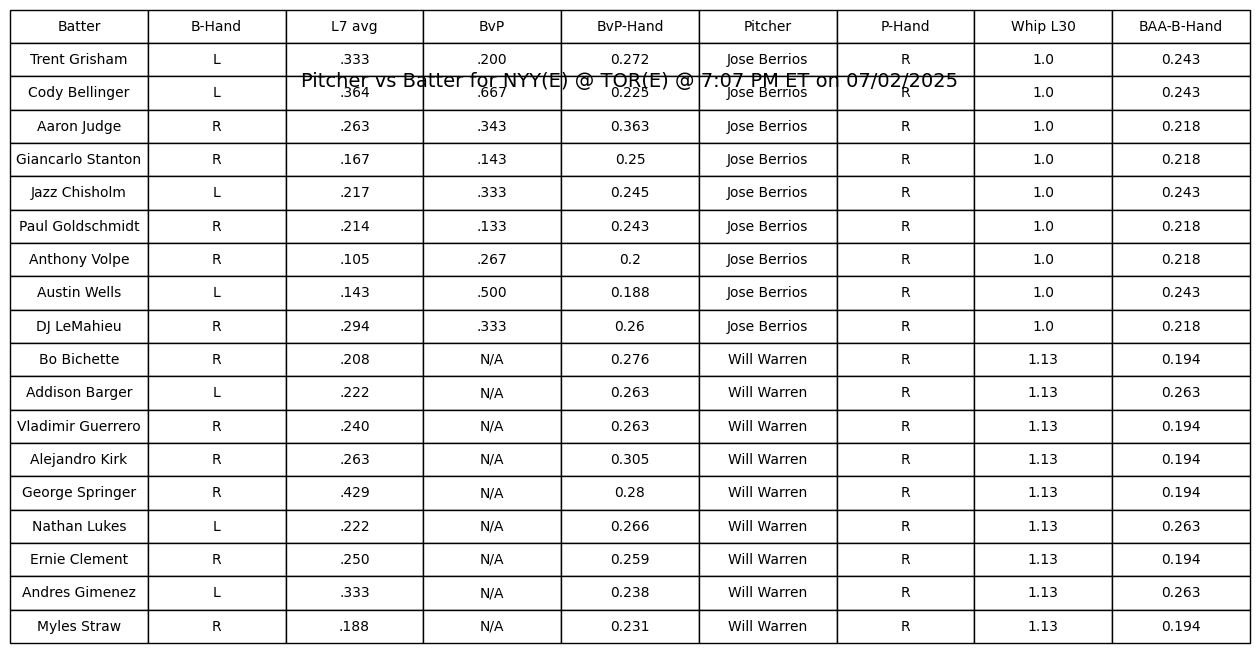 Batter B-Hand L7 avg BvP BvP-Hand Pitcher P-Hand Whip L30 BAA-B-Hand
Trent Grisham L .333 .200 0.272 Jose Berrios R 1.0 0.243
Pitcher vs Batter for NYY(E) @ TOR(E) @ 7:07 PM ET on 07/02/2025
Cody Bellinger L .364 .667 0.225 Jose Berrios R 1.0 0.243
Aaron Judge R .263 .343 0.363 Jose Berrios R 1.0 0.218
Giancarlo Stanton R .167 .143 0.25 Jose Berrios R 1.0 0.218
Jazz Chisholm L .217 .333 0.245 Jose Berrios R 1.0 0.243
Paul Goldschmidt R .214 .133 0.243 Jose Berrios R 1.0 0.218
Anthony Volpe R .105 .267 0.2 Jose Berrios R 1.0 0.218
Austin Wells L .143 .500 0.188 Jose Berrios R 1.0 0.243
DJ LeMahieu R .294 .333 0.26 Jose Berrios R 1.0 0.218
Bo Bichette R .208 N/A 0.276 Will Warren R 1.13 0.194
Addison Barger L .222 N/A 0.263 Will Warren R 1.13 0.263
Vladimir Guerrero R .240 N/A 0.263 Will Warren R 1.13 0.194
Alejandro Kirk R .263 N/A 0.305 Will Warren R 1.13 0.194
George Springer R .429 N/A 0.28 Will Warren R 1.13 0.194
Nathan Lukes L .222 N/A 0.266 Will Warren R 1.13 0.263
Ernie Clement R .250 N/A 0.259 Will Warren R 1.13 0.194
Andres Gimenez L .333 N/A 0.238 Will Warren R 1.13 0.263
Myles Straw R .188 N/A 0.231 Will Warren R 1.13 0.194